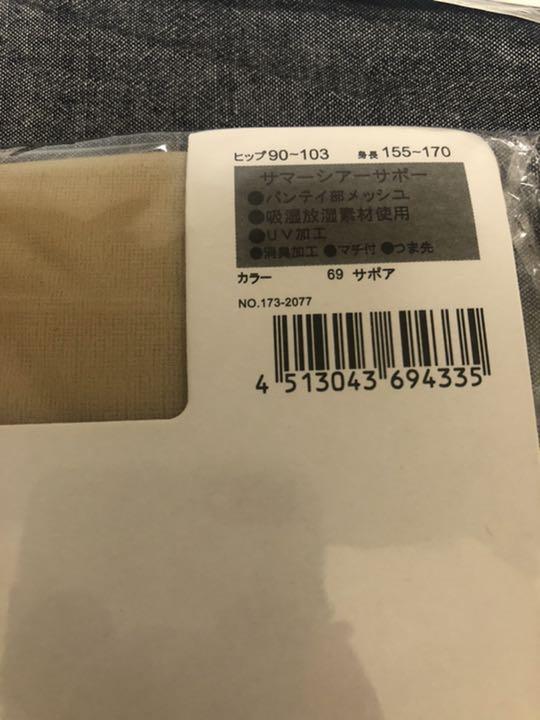 ヒップ90~103 身長155~170
サマーシアーサポー
●パンテイ部メッシユ
●吸湿放湿素材使用
●UV加工
●消臭加工 ●マチ付 ●つま先
カラー 69 サポア
NO.173-2077
4 513043 694335